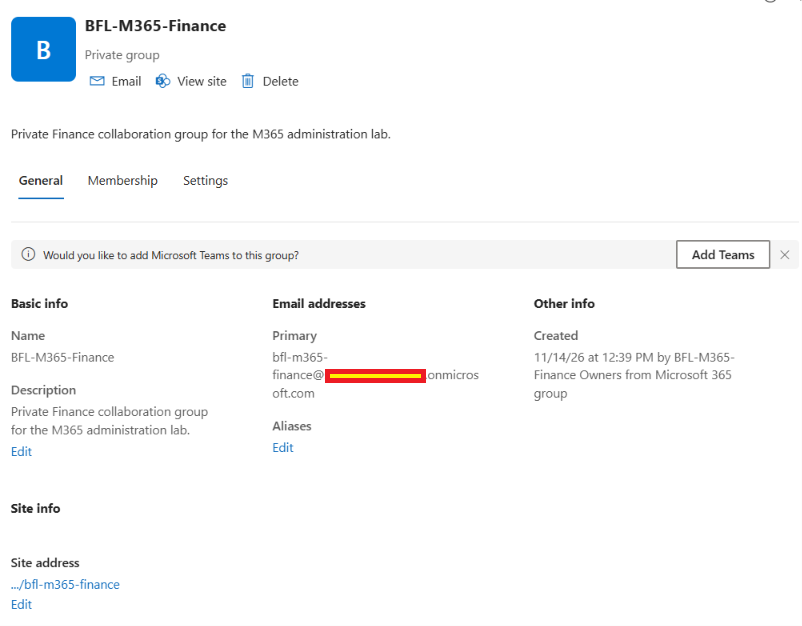 B
BFL-M365-Finance
Private group
Email View site Delete
Private Finance collaboration group for the M365 administration lab.
General Membership Settings
Would you like to add Microsoft Teams to this group?
Add Teams
Basic info
Name
BFL-M365-Finance
Description
Private Finance collaboration group
for the M365 administration lab.
Edit
Email addresses
Primary
bfl-m365-
finance@ .onmicros
oft.com
Aliases
Edit
Other info
Created
11/14/26 at 12:39 PM by BFL-M365-
Finance Owners from Microsoft 365
group
Site info
Site address
.../bfl-m365-finance
Edit